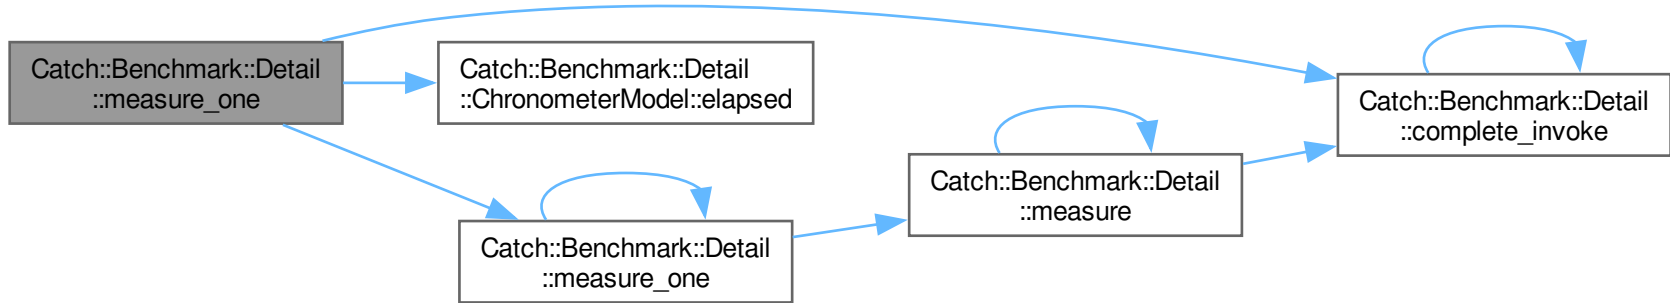 Catch::Benchmark::Detail
::measure_one
Catch::Benchmark::Detail
::ChronometerModel::elapsed
Catch::Benchmark::Detail
::measure_one
Catch::Benchmark::Detail
::measure
Catch::Benchmark::Detail
::complete_invoke